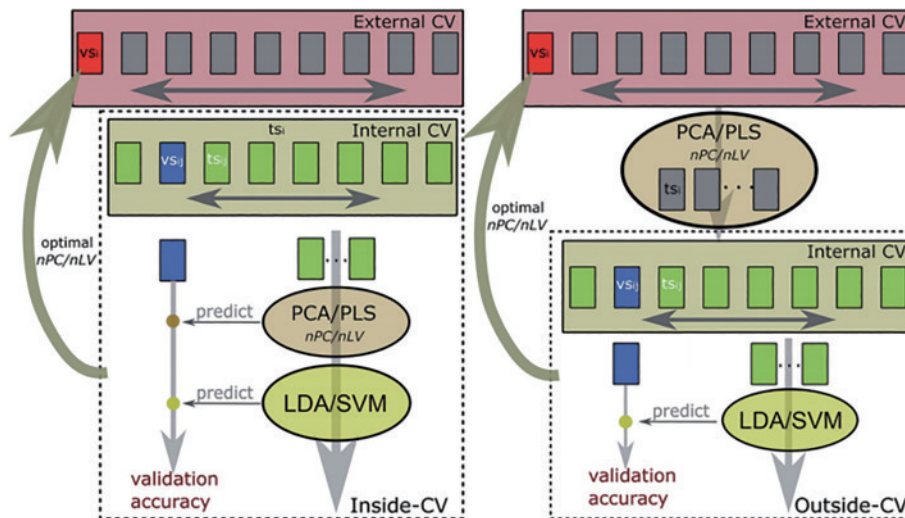 External CV
vsi
tsi
Internal CV
vsij
tsij
optimal
nPC/nLV
predict
PCA/PLS
nPC/nLV
predict
LDA/SVM
validation
accuracy
Inside-CV
External CV
vsi
PCA/PLS
nPC/nLV
tsi
...
optimal
nPC/nLV
Internal CV
vsij
tsij
predict
LDA/SVM
validation
accuracy
Outside-CV